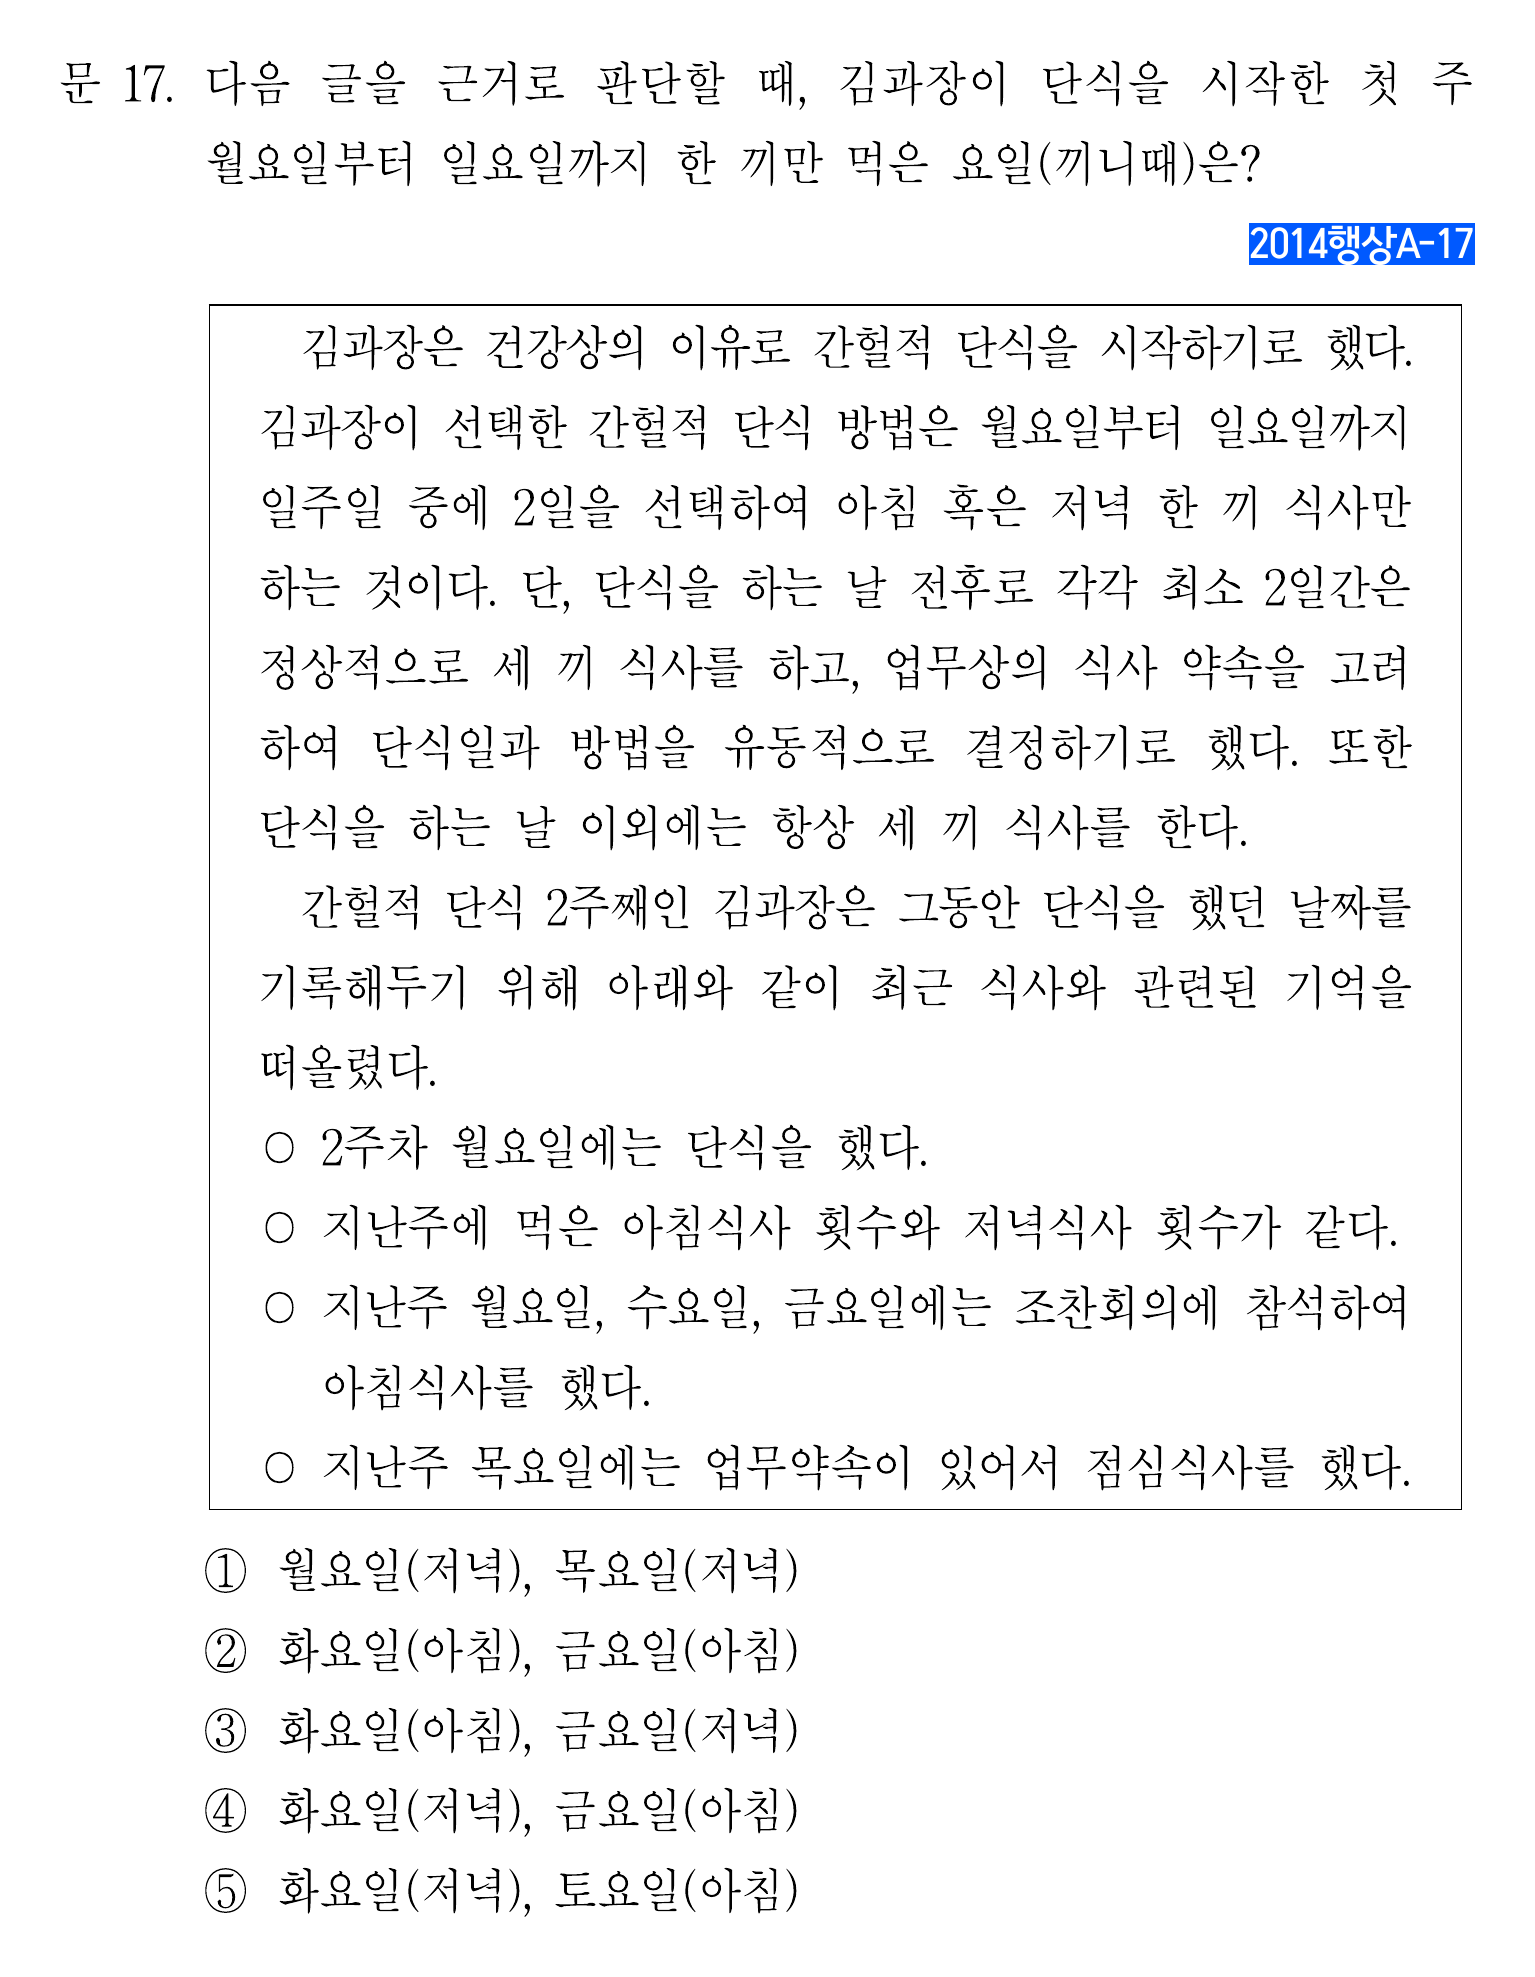 문 17. 다음 글을 근거로 판단할 때, 김과장이 단식을 시작한 첫 주
월요일부터 일요일까지 한 끼만 먹은 요일(끼니때)은?
2014행상A-17
김과장은 건강상의 이유로 간헐적 단식을 시작하기로 했다.
김과장이 선택한 간헐적 단식 방법은 월요일부터 일요일까지
일주일 중에 2일을 선택하여 아침 혹은 저녁 한 끼 식사만
하는 것이다. 단, 단식을 하는 날 전후로 각각 최소 2일간은
정상적으로 세 끼 식사를 하고, 업무상의 식사 약속을 고려
하여 단식일과 방법을 유동적으로 결정하기로 했다. 또한
단식을 하는 날 이외에는 항상 세 끼 식사를 한다.
간헐적 단식 2주째인 김과장은 그동안 단식을 했던 날짜를
기록해두기 위해 아래와 같이 최근 식사와 관련된 기억을
떠올렸다.
○ 2주차 월요일에는 단식을 했다.
○ 지난주에 먹은 아침식사 횟수와 저녁식사 횟수가 같다.
○ 지난주 월요일, 수요일, 금요일에는 조찬회의에 참석하여
아침식사를 했다.
○ 지난주 목요일에는 업무약속이 있어서 점심식사를 했다.
① 월요일(저녁), 목요일(저녁)
② 화요일(아침), 금요일(아침)
③ 화요일(아침), 금요일(저녁)
④ 화요일(저녁), 금요일(아침)
⑤ 화요일(저녁), 토요일(아침)